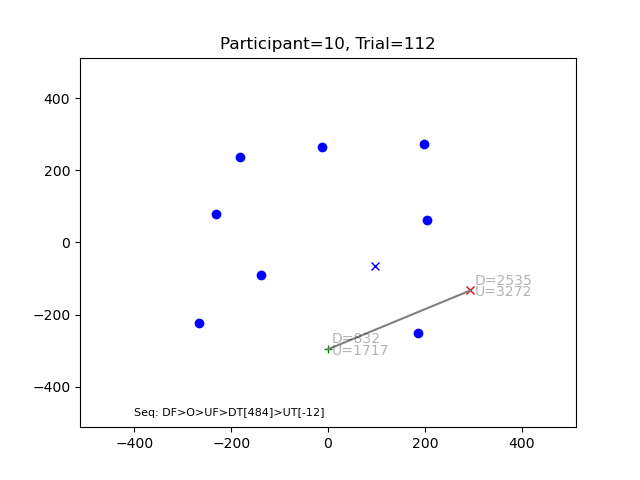 Participant=10, Trial=112
400
200
0
−200
−400
D=2535
U=3272
D=832
U=1717
Seq: DF>O>UF>DT[484]>UT[-12]
−400
−200
0
200
400